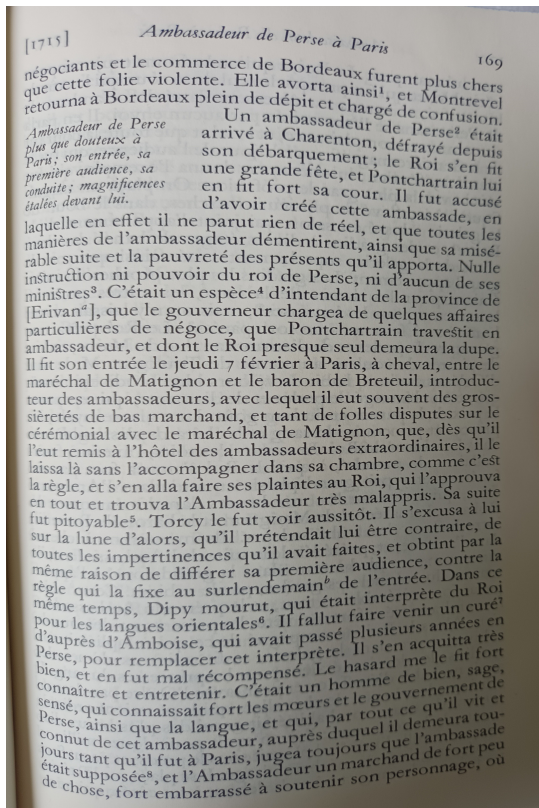 [1715]
Ambassadeur de Perse à Paris
169
négociants et le commerce de Bordeaux furent plus chers
que cette folie violente. Elle avorta ainsi¹, et Montrevel
retourna à Bordeaux plein de dépit et chargé de confusion.
Ambassadeur de Perse
plus que douteux à
Paris ; son entrée, sa
première audience, sa
conduite ; magnificences
étalées devant lui.
Un ambassadeur de Perse² était
arrivé à Charenton, défrayé depuis
son débarquement ; le Roi s'en fit
une grande fête, et Pontchartrain lui
en fit fort sa cour. Il fut accusé
d'avoir créé cette ambassade, en
laquelle en effet il ne parut rien de réel, et que toutes les
manières de l'ambassadeur démentirent, ainsi que sa misé-
rable suite et la pauvreté des présents qu'il apporta. Nulle
instruction ni pouvoir du roi de Perse, ni d'aucun de ses
ministres³. C'était un espèce⁴ d'intendant de la province de
[Erivanᵃ], que le gouverneur chargea de quelques affaires
particulières de négoce, que Pontchartrain travestit en
ambassadeur, et dont le Roi presque seul demeura la dupe.
Il fit son entrée le jeudi 7 février à Paris, à cheval, entre le
maréchal de Matignon et le baron de Breteuil, introduc-
teur des ambassadeurs, avec lequel il eut souvent des gros-
sièretés de bas marchand, et tant de folles disputes sur le
cérémonial avec le maréchal de Matignon, que, dès qu'il
l'eut remis à l'hôtel des ambassadeurs extraordinaires, il le
laissa là sans l'accompagner dans sa chambre, comme c'est
la règle, et s'en alla faire ses plaintes au Roi, qui l'approuva
en tout et trouva l'Ambassadeur très malappris. Sa suite
fut pitoyable⁵. Torcy le fut voir aussitôt. Il s'excusa à lui
sur la lune d'alors, qu'il prétendait lui être contraire, de
toutes les impertinences qu'il avait faites, et obtint par la
même raison de différer sa première audience, contre la
règle qui la fixe au surlendemainᵇ de l'entrée. Dans ce
même temps, Dipy mourut, qui était interprète du Roi
pour les langues orientales⁶. Il fallut faire venir un curé⁷
d'auprès d'Amboise, qui avait passé plusieurs années en
Perse, pour remplacer cet interprète. Il s'en acquitta très
bien, et en fut mal récompensé. Le hasard me le fit fort
connaître et entretenir. C'était un homme de bien, sage,
sensé, qui connaissait fort les mœurs et le gouvernement de
Perse, ainsi que la langue, et qui, par tout ce qu'il vit et
connut de cet ambassadeur, auprès duquel il demeura tou-
jours tant qu'il fut à Paris, jugea toujours que l'ambassade
était supposée⁸, et l'Ambassadeur un marchand de fort peu
de chose, fort embarrassé à soutenir son personnage, où